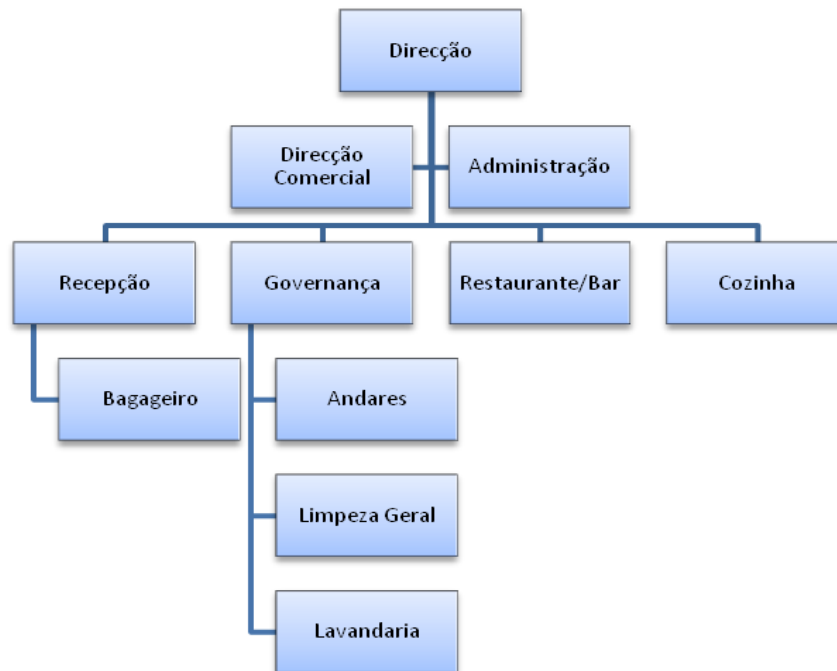 Direcção
Direcção
Comercial
Administração
Recepção
Governança
Restaurante/Bar
Cozinha
Bagageiro
Andares
Limpeza Geral
Lavandaria